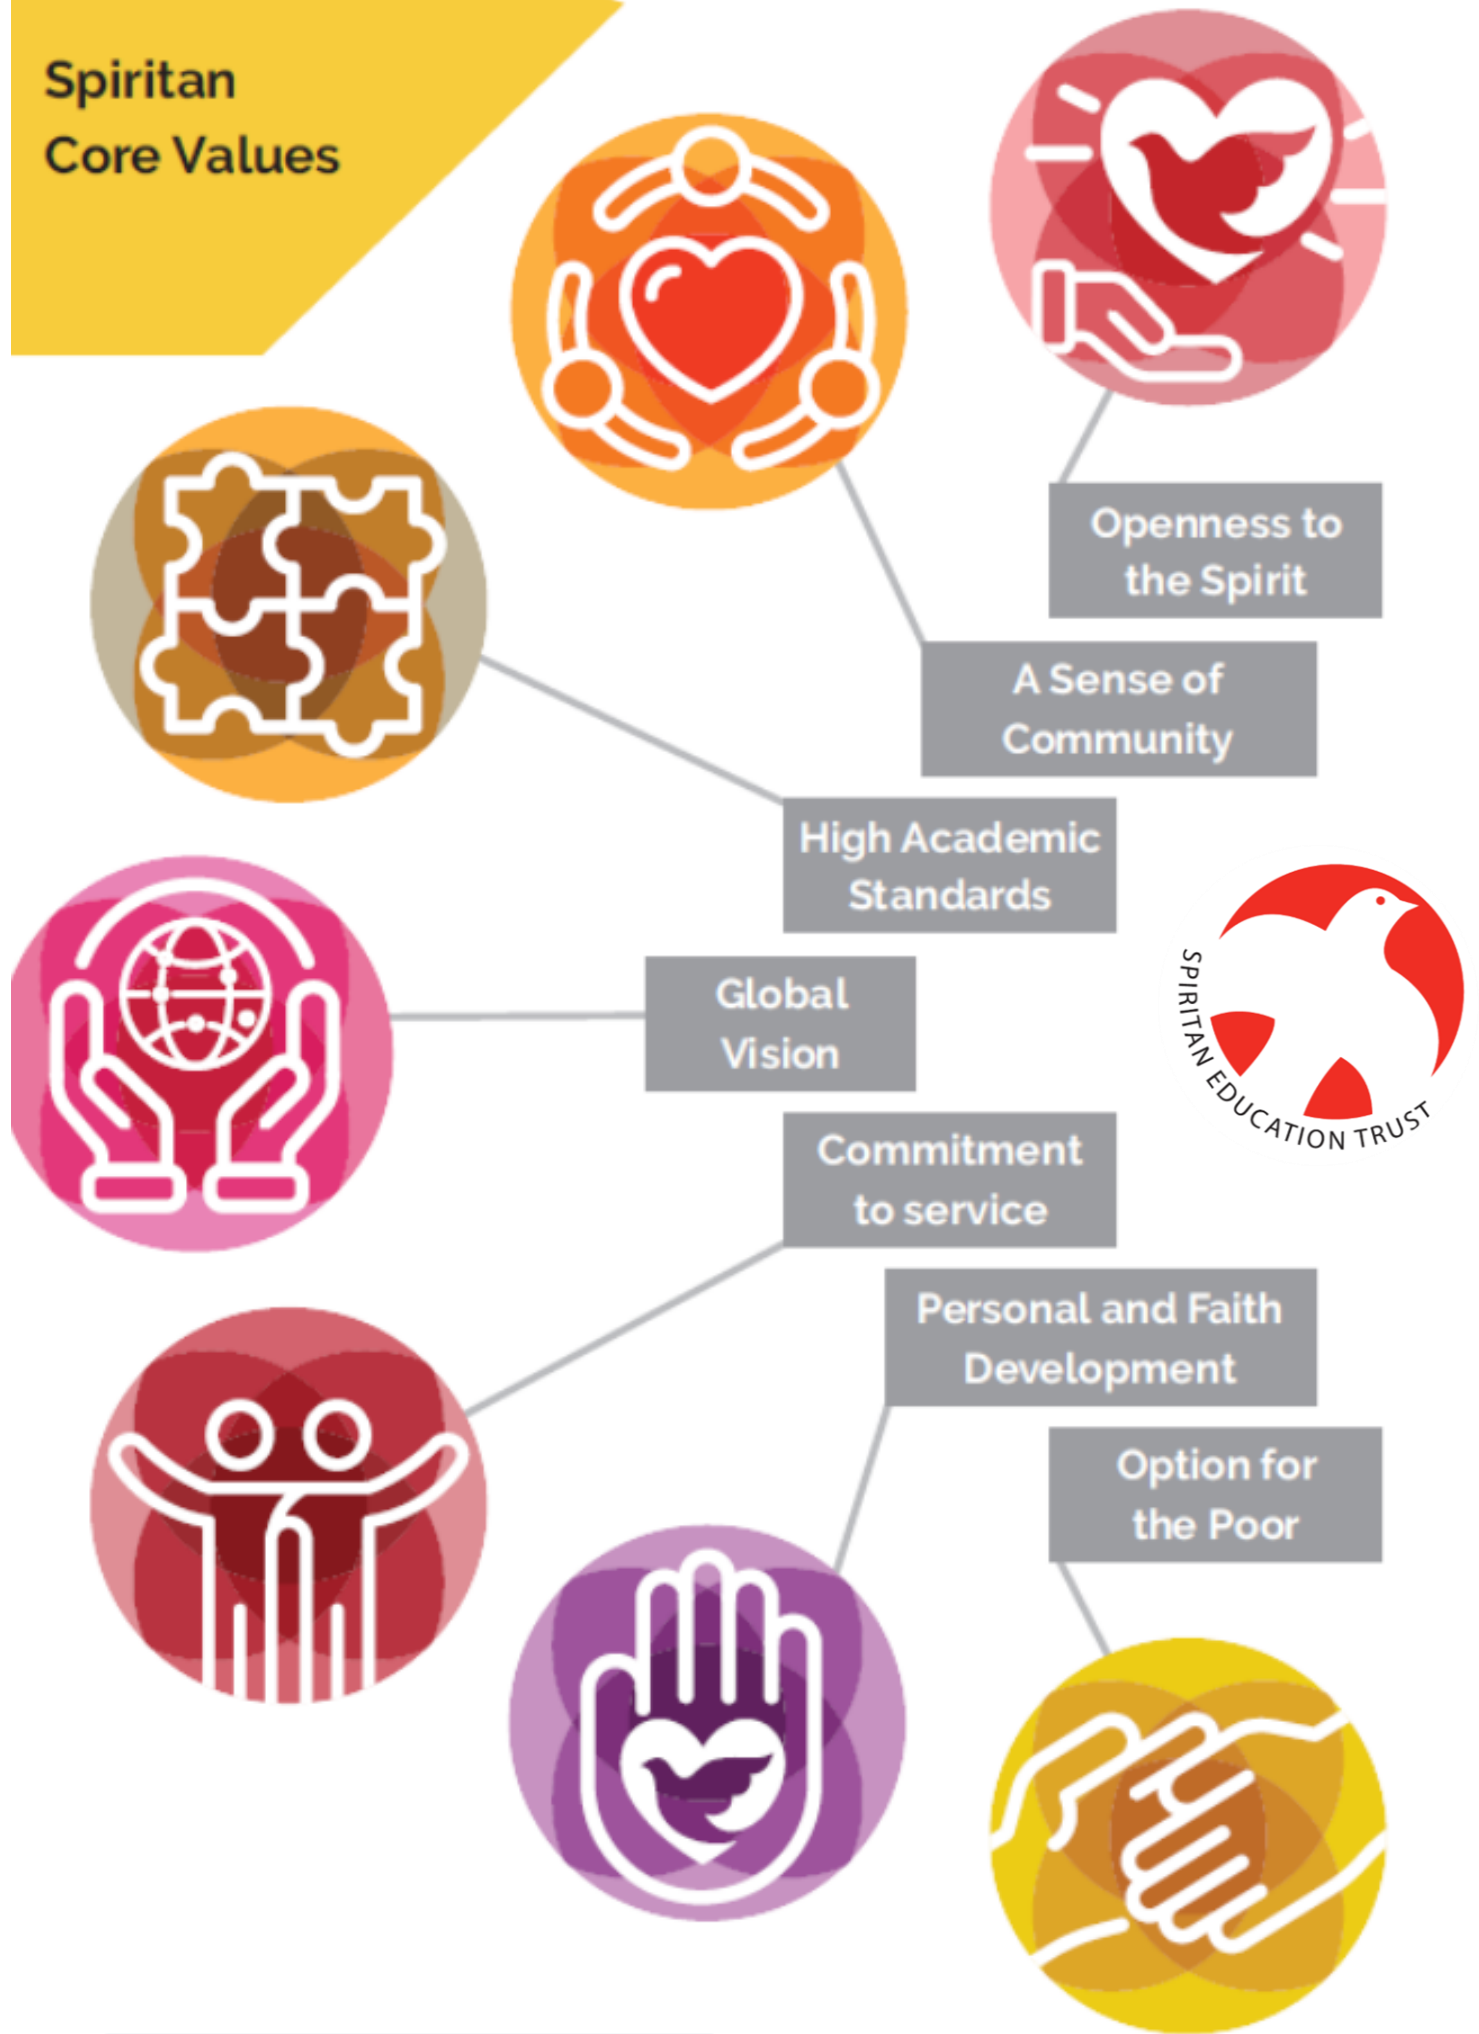 Spiritan
Core Values
Openness to
the Spirit
A Sense of
Community
High Academic
Standards
Global
Vision
SPIRITAN EDUCATION TRUST
Commitment
to service
Personal and Faith
Development
Option for
the Poor